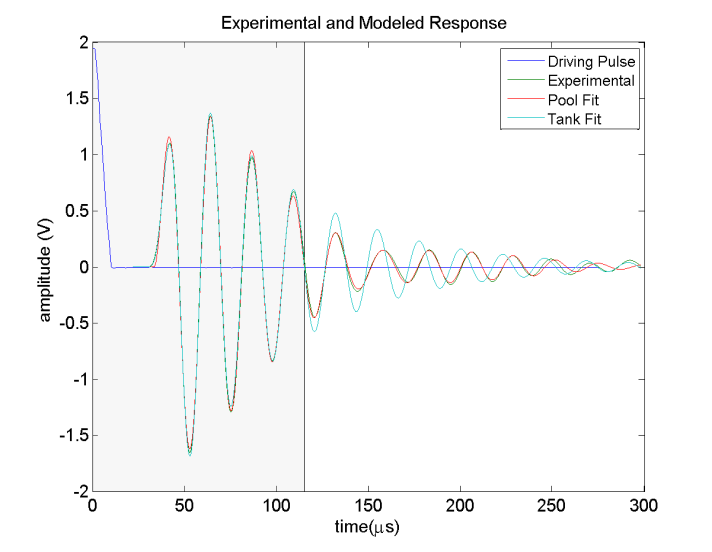 Experimental and Modeled Response
Driving Pulse
Experimental
Pool Fit
Tank Fit
amplitude (V)
2
1.5
1
0.5
0
-0.5
-1
-1.5
-2
0 50 100 150 200 250 300
time(μs)